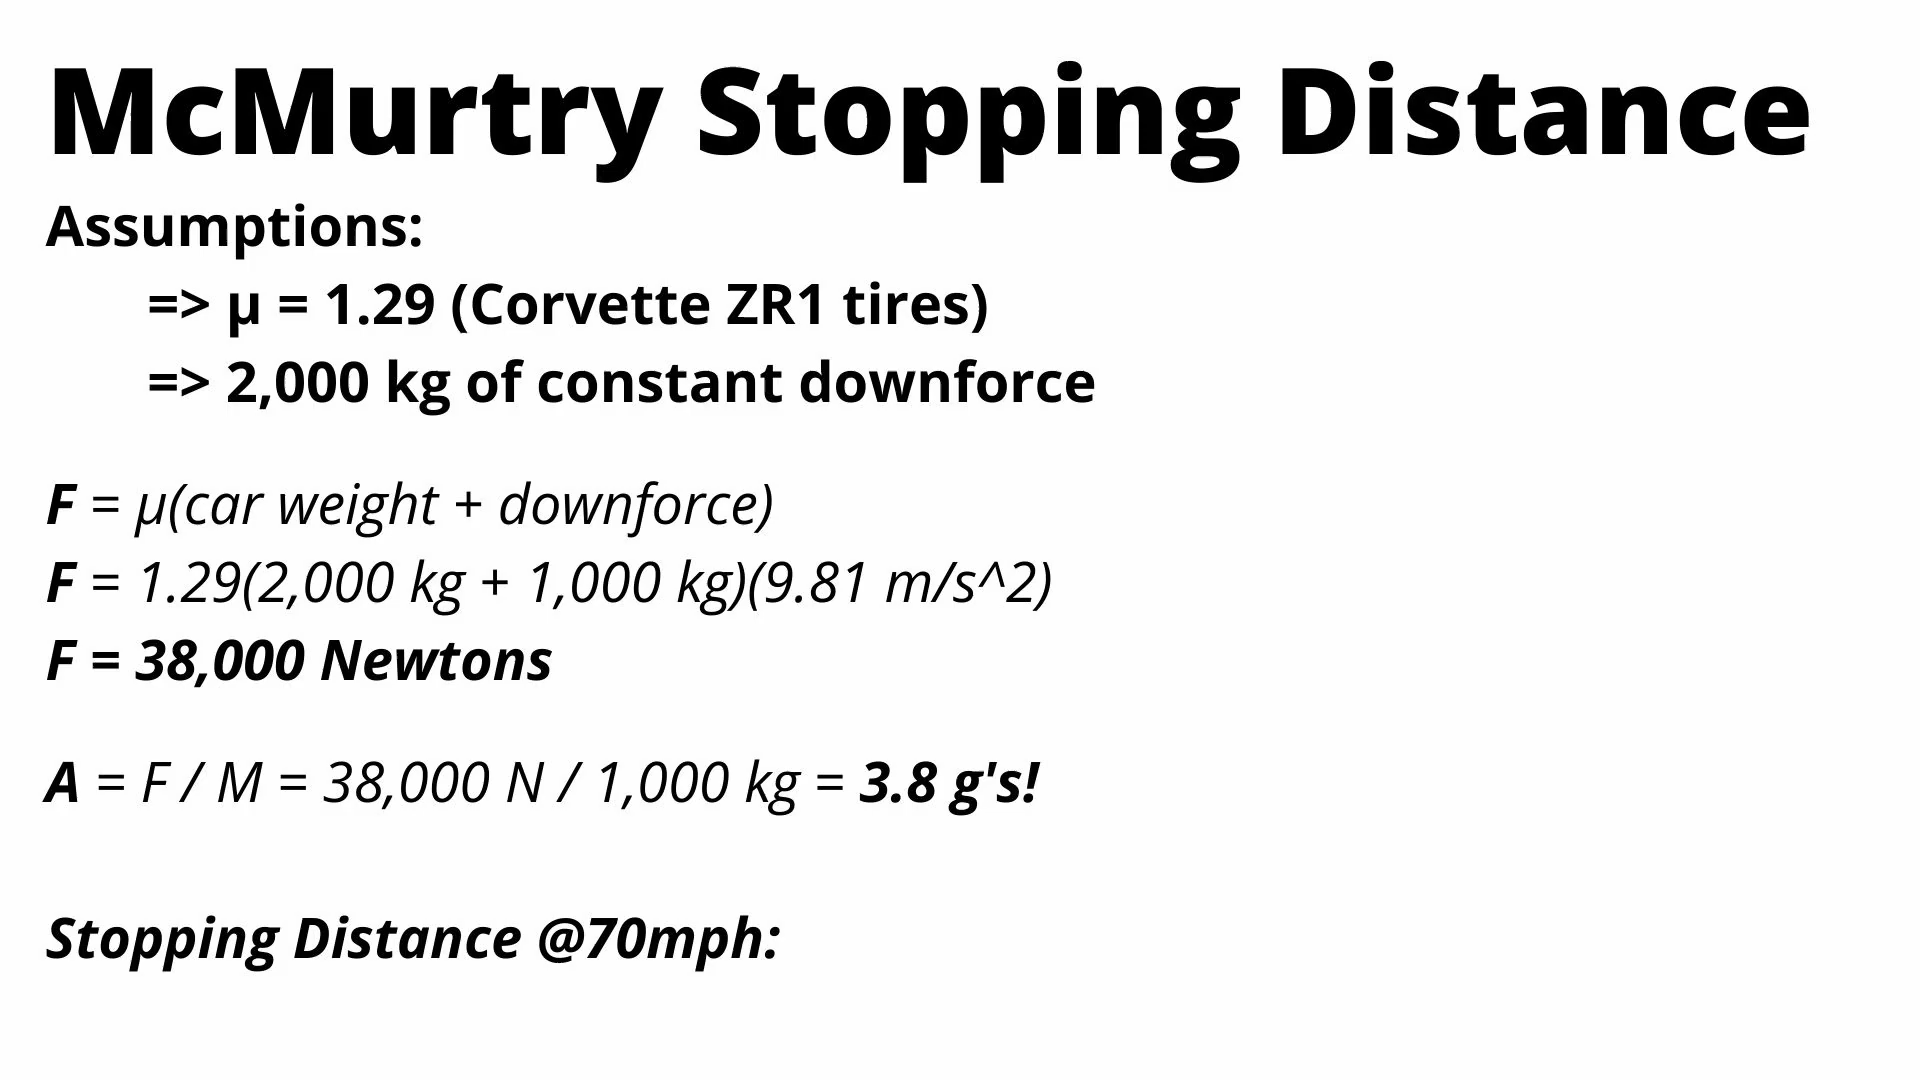 McMurtry Stopping Distance
Assumptions:
=> µ = 1.29 (Corvette ZR1 tires)
=> 2,000 kg of constant downforce
F = µ(car weight + downforce)
F = 1.29(2,000 kg + 1,000 kg)(9.81 m/s^2)
F = 38,000 Newtons
A = F / M = 38,000 N / 1,000 kg = 3.8 g's!
Stopping Distance @70mph: